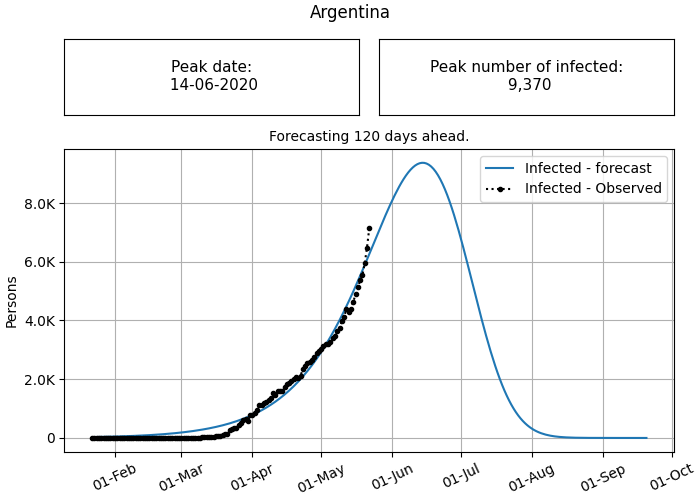 Argentina
Peak date:
14-06-2020
Peak number of infected:
9,370
Forecasting 120 days ahead.
Infected - forecast
Infected - Observed
Persons
8.0K
6.0K
4.0K
2.0K
0
01-Feb
01-Mar
01-Apr
01-May
01-Jun
01-Jul
01-Aug
01-Sep
01-Oct